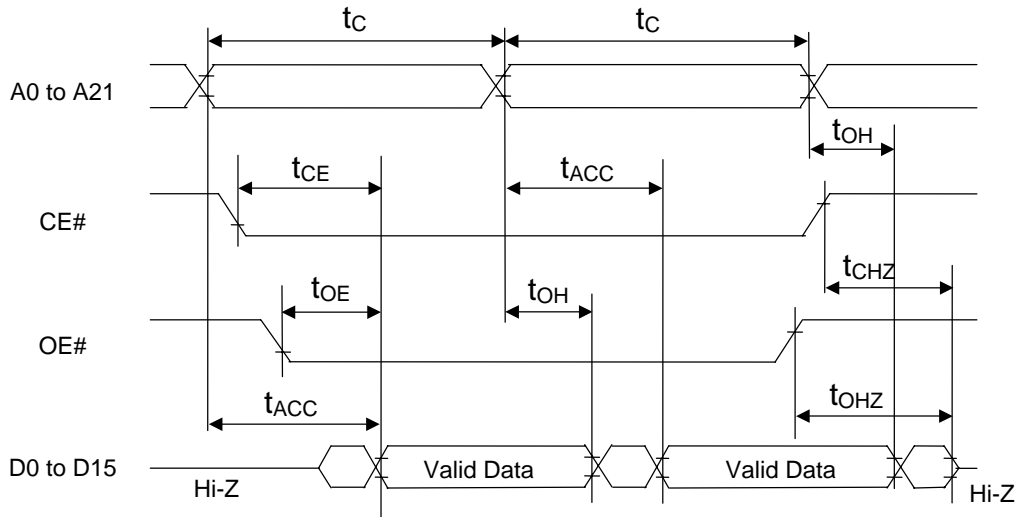 tC tC
A0 to A21
tOH
tCE tACC
CE#
tCHZ
tOE tOH
OE#
tACC tOHZ
D0 to D15 Valid Data Valid Data
Hi-Z Hi-Z